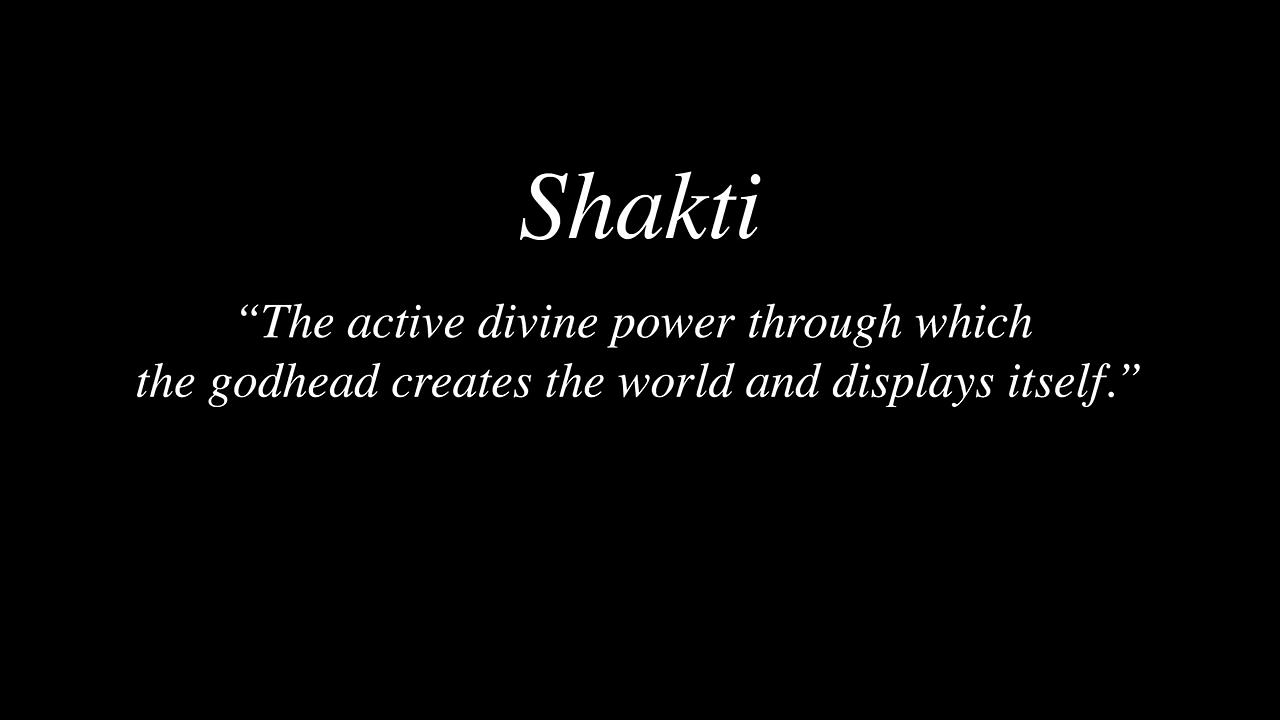 Shakti
“The active divine power through which
the godhead creates the world and displays itself.”